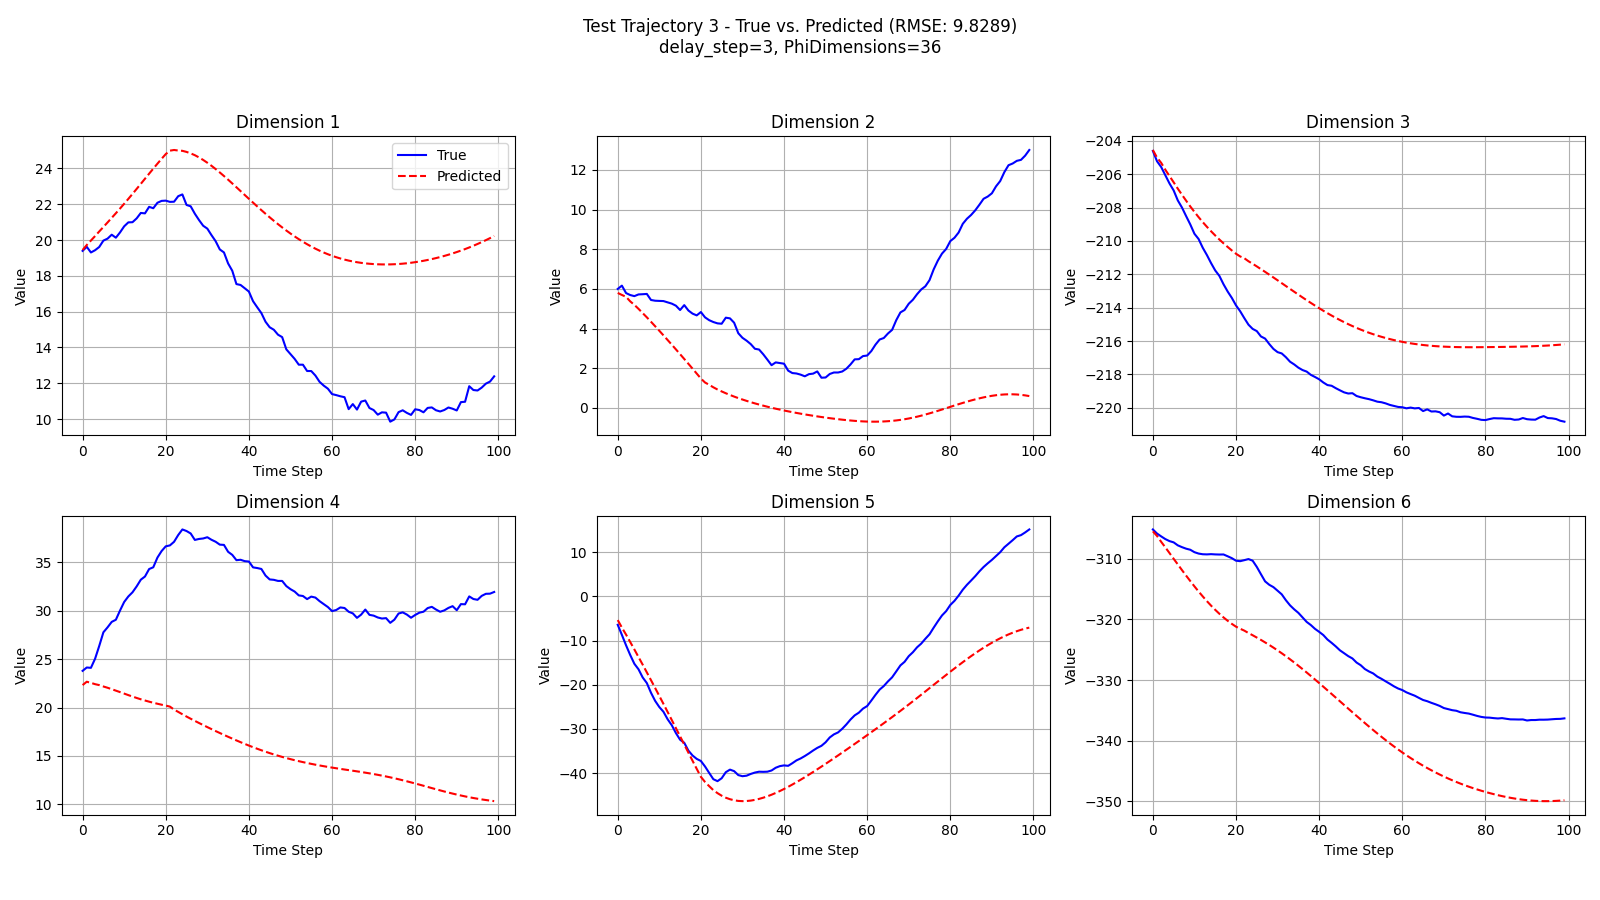 Test Trajectory 3 - True vs. Predicted (RMSE: 9.8289)
delay_step=3, PhiDimensions=36
Dimension 1
24
22
20
18
16
14
12
10
Value
0 20 40 60 80 100
Time Step
True
Predicted
Dimension 2
12
10
8
6
4
2
0
Value
0 20 40 60 80 100
Time Step
Dimension 3
−204
−206
−208
−210
−212
−214
−216
−218
−220
Value
0 20 40 60 80 100
Time Step
Dimension 4
35
30
25
20
15
10
Value
0 20 40 60 80 100
Time Step
Dimension 5
10
0
−10
−20
−30
−40
Value
0 20 40 60 80 100
Time Step
Dimension 6
−310
−320
−330
−340
−350
Value
0 20 40 60 80 100
Time Step